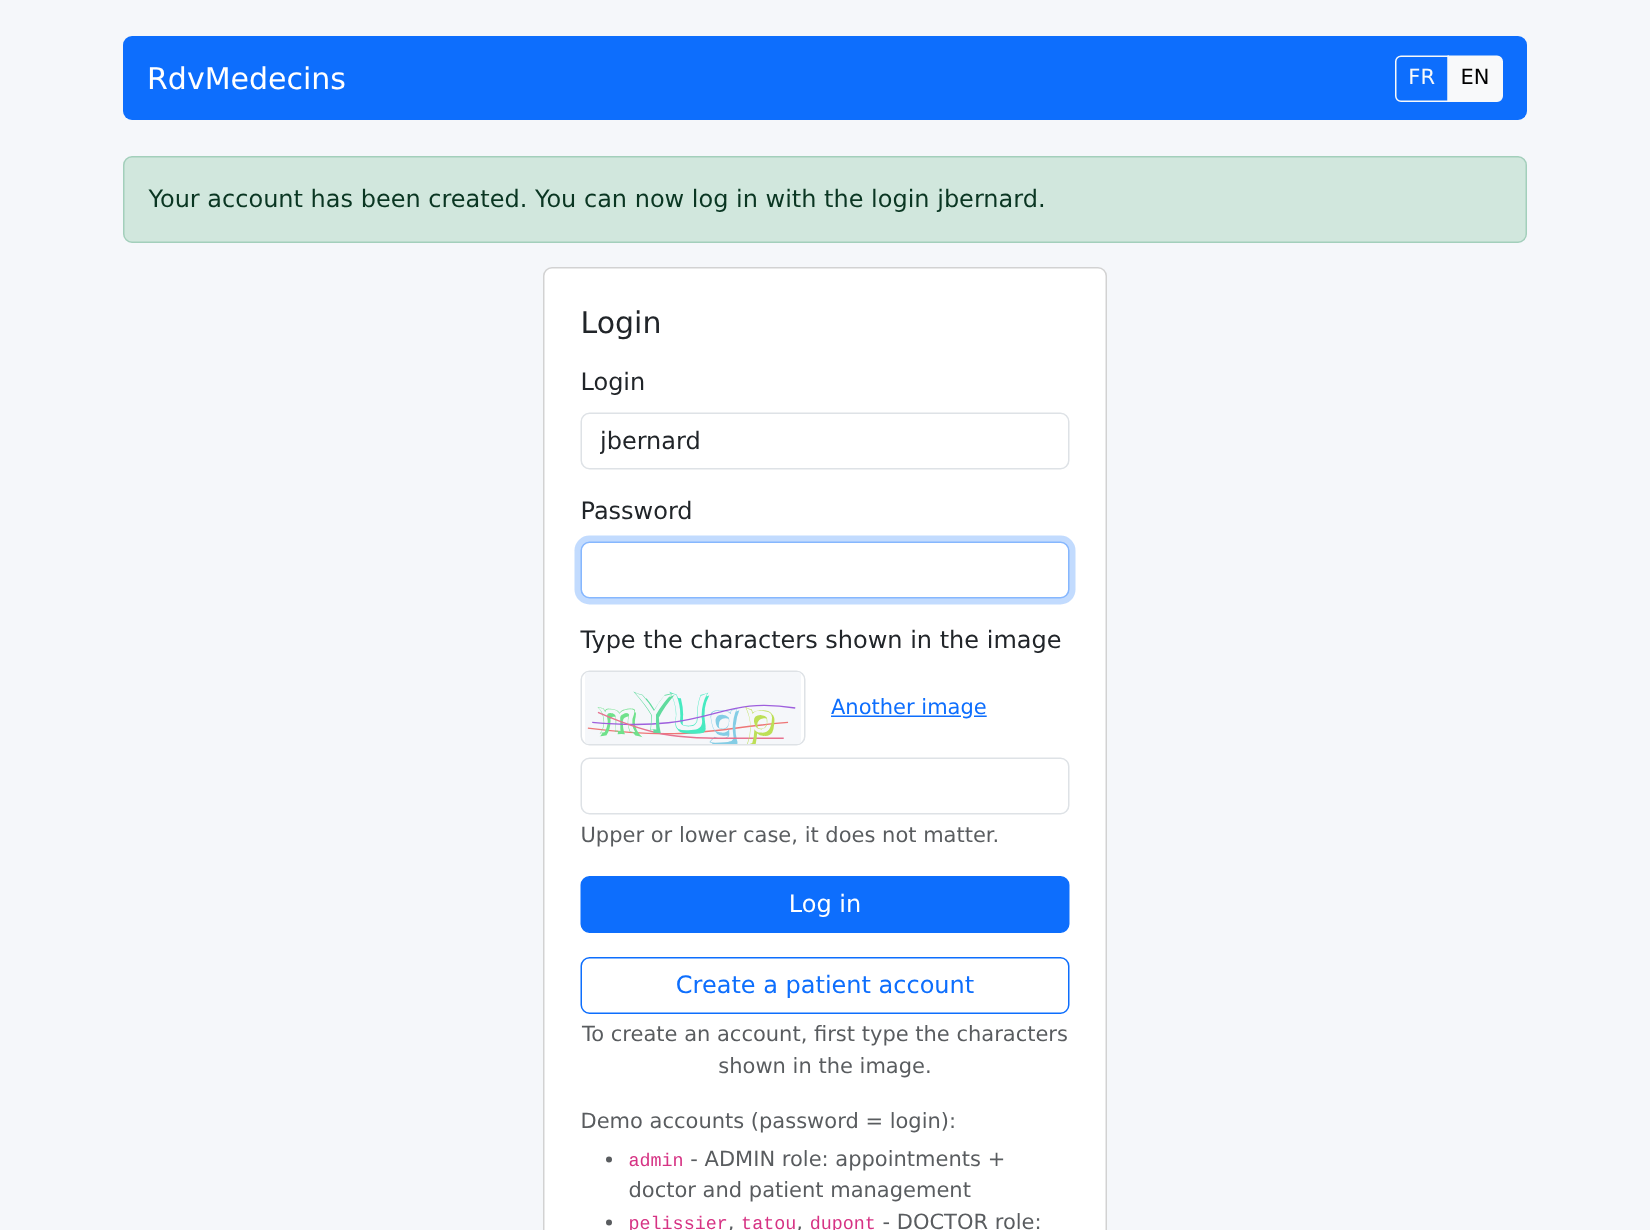 RdvMedecins
FR EN
Your account has been created. You can now log in with the login jbernard.
Login
Login
jbernard
Password
Type the characters shown in the image
mYUgp
Another image
Upper or lower case, it does not matter.
Log in
Create a patient account
To create an account, first type the characters
shown in the image.
Demo accounts (password = login):
admin - ADMIN role: appointments +
doctor and patient management
pelissier, tatou, dupont - DOCTOR role: